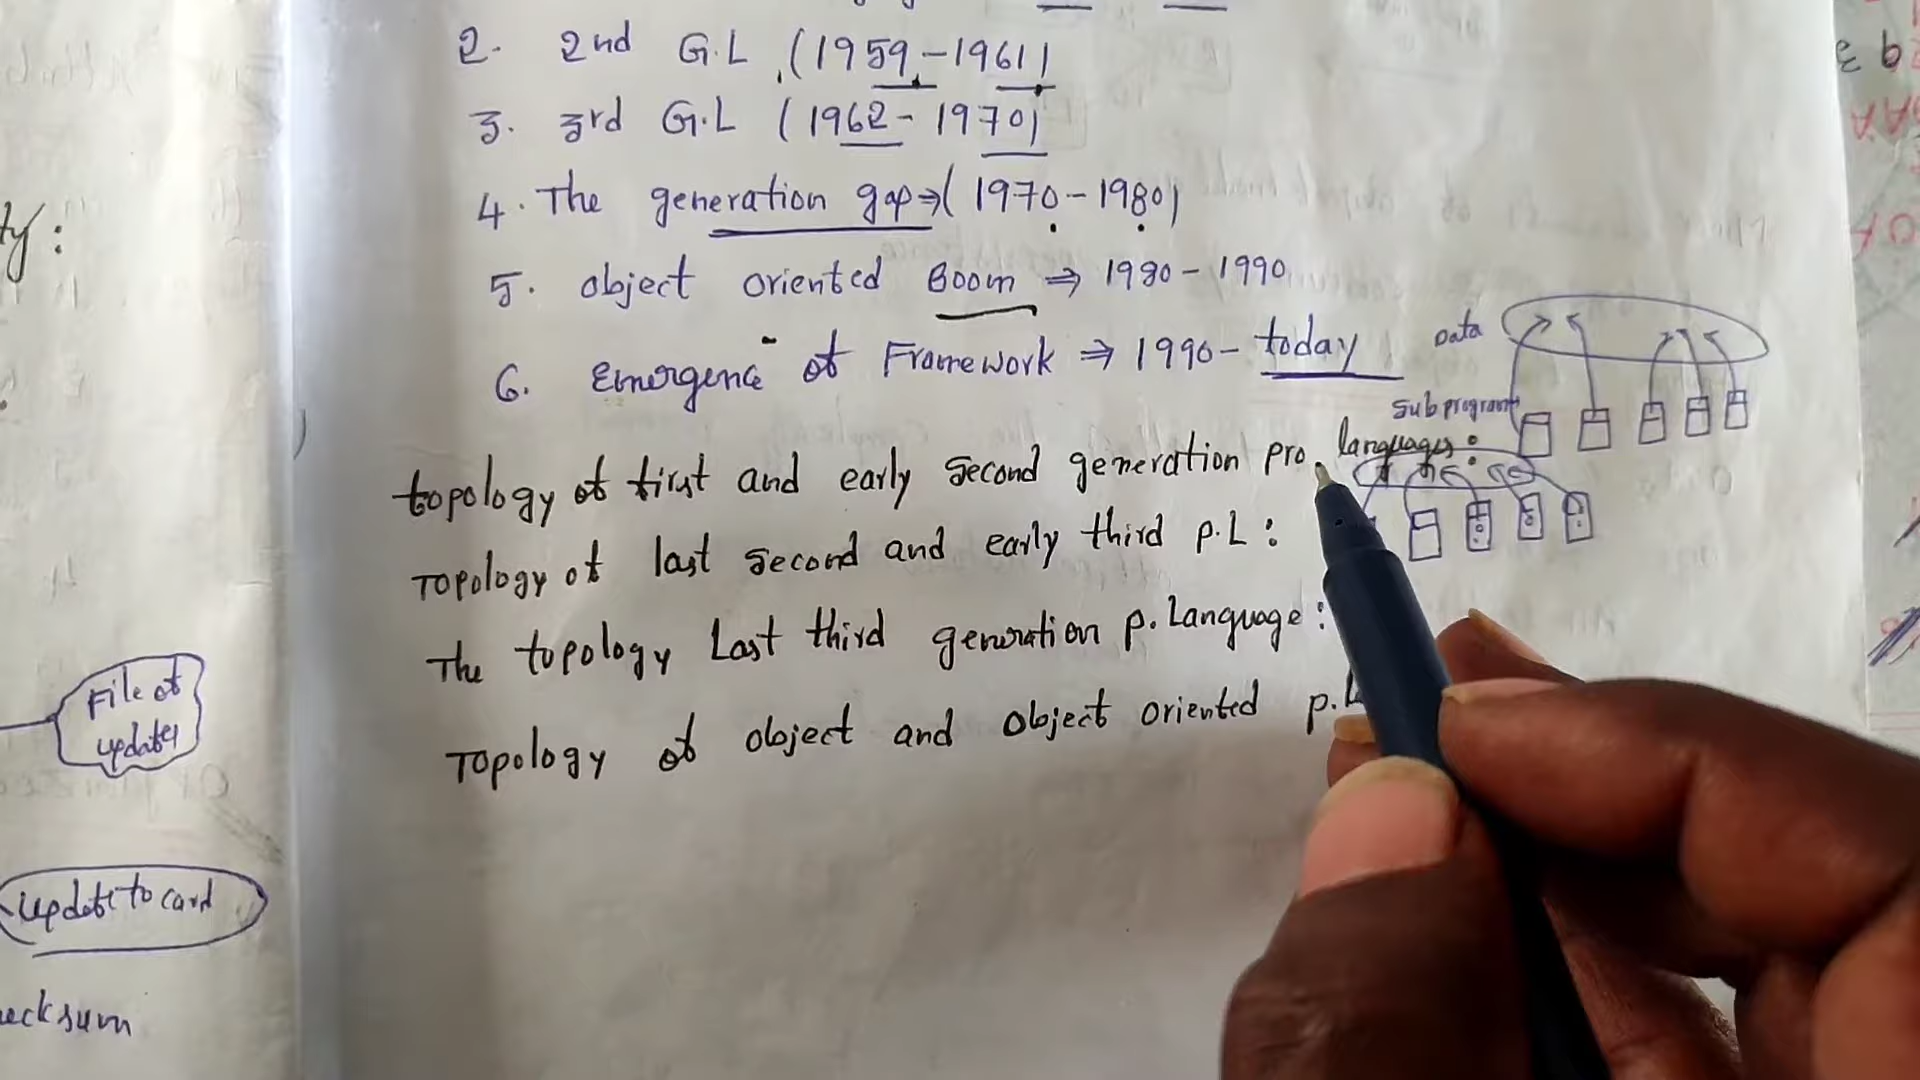 2. 2nd G.L (1959-1961)
3. 3rd G.L (1962-1970)
4. The generation gap⇒(1970-1980)
5. object oriented Boom ⇒ 1980-1990
6. Emergence of Framework ⇒ 1990-today
Data
subprogram
topology of first and early second generation pro. languages:
Topology of last second and early third p.L:
The topology Last third generation p. Language:
Topology of object and object oriented p.L
ty:
File of
updates
update to card
ecksum